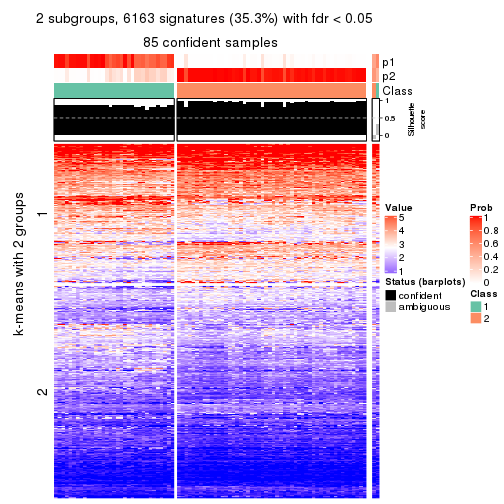 2 subgroups, 6163 signatures (35.3%) with fdr < 0.05
85 confident samples
p1
p2
Class
1
0.5
0
Silhouette
score
k-means with 2 groups
1
2
Value
5
4
3
2
1
Prob
1
0.8
0.6
0.4
0.2
0
Status (barplots)
confident
ambiguous
Class
1
2